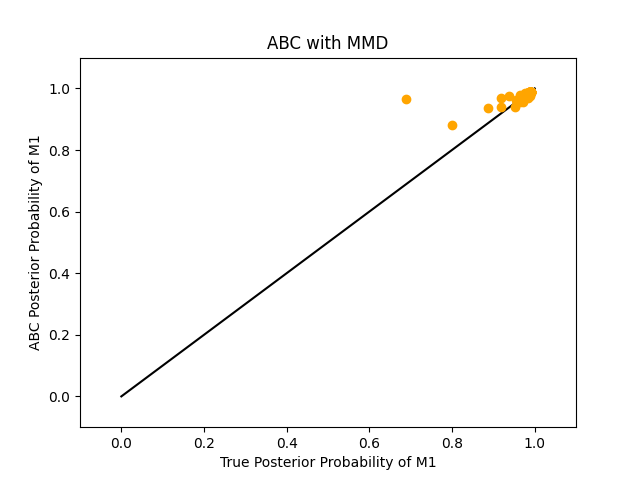 ABC with MMD
1.0
0.8
0.6
0.4
0.2
0.0
ABC Posterior Probability of M1
0.0 0.2 0.4 0.6 0.8 1.0
True Posterior Probability of M1